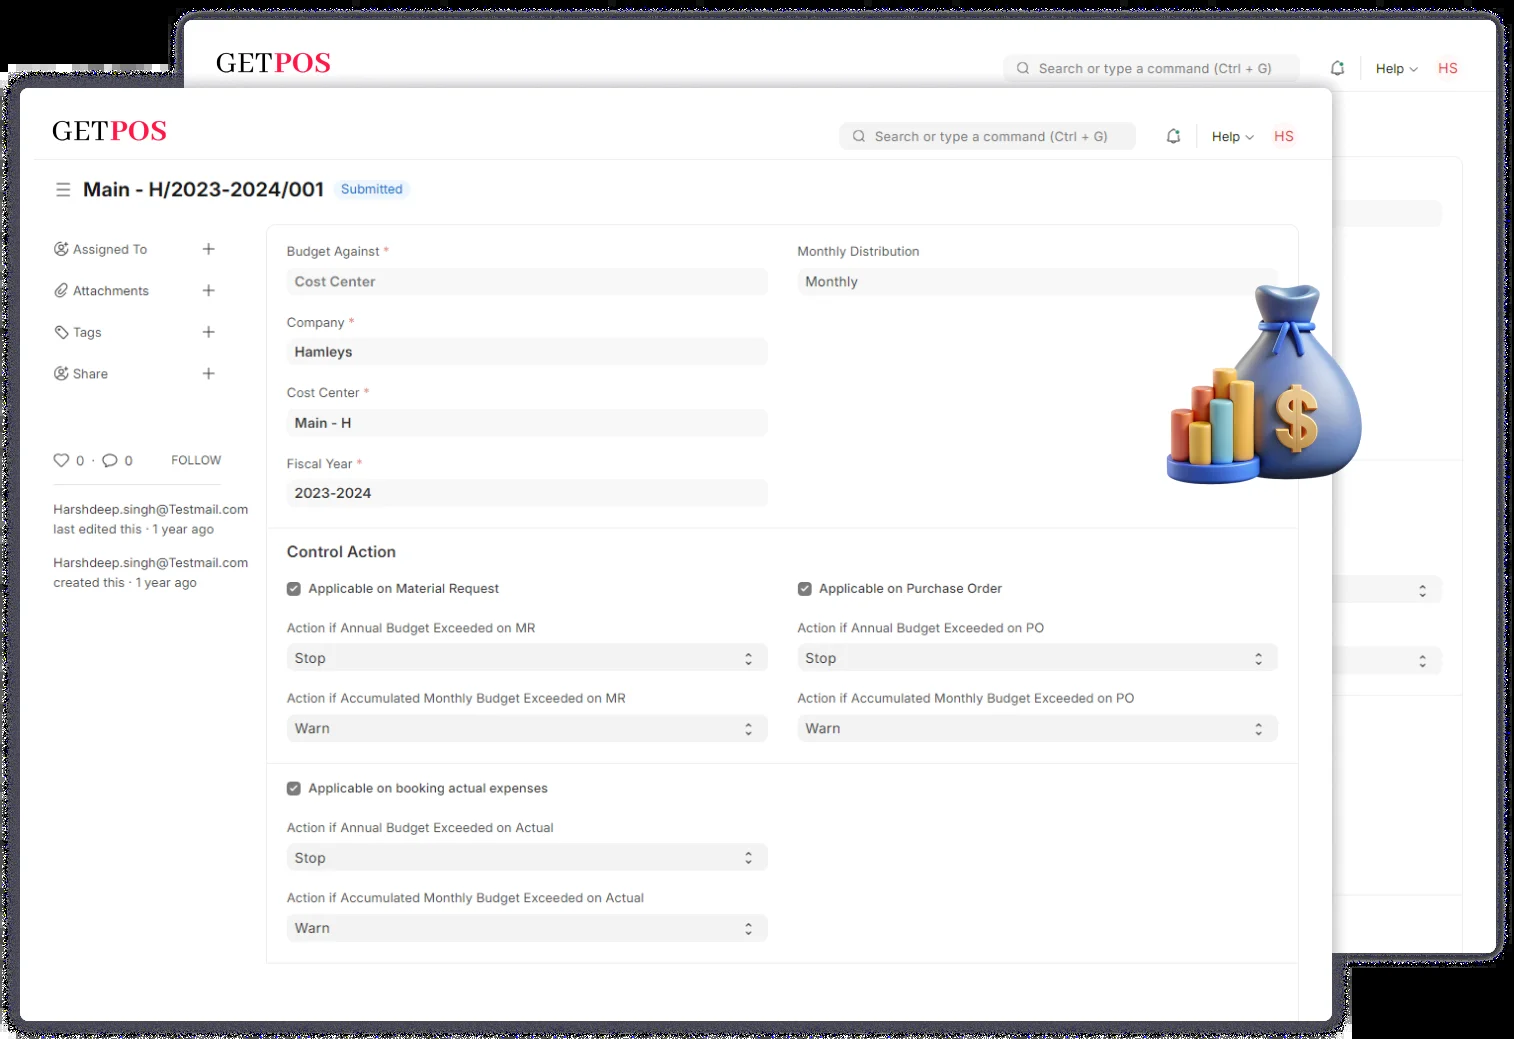 GETPOS
Search or type a command (Ctrl + G)
Help
HS
GETPOS
Search or type a command (Ctrl + G)
Help
HS
Main - H/2023-2024/001
Submitted
Assigned To
Attachments
Tags
Share
0 · 0 FOLLOW
Harshdeep.singh@Testmail.com
last edited this · 1 year ago
Harshdeep.singh@Testmail.com
created this · 1 year ago
Budget Against *
Cost Center
Monthly Distribution
Monthly
Company *
Hamleys
Cost Center *
Main - H
Fiscal Year *
2023-2024
Control Action
Applicable on Material Request
Action if Annual Budget Exceeded on MR
Stop
Action if Accumulated Monthly Budget Exceeded on MR
Warn
Applicable on Purchase Order
Action if Annual Budget Exceeded on PO
Stop
Action if Accumulated Monthly Budget Exceeded on PO
Warn
Applicable on booking actual expenses
Action if Annual Budget Exceeded on Actual
Stop
Action if Accumulated Monthly Budget Exceeded on Actual
Warn
$